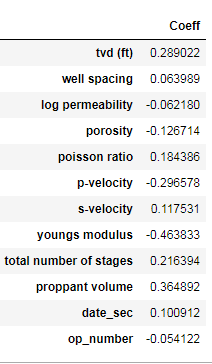 Coeff
tvd (ft) 0.289022
well spacing 0.063989
log permeability -0.062180
porosity -0.126714
poisson ratio 0.184386
p-velocity -0.296578
s-velocity 0.117531
youngs modulus -0.463833
total number of stages 0.216394
proppant volume 0.364892
date_sec 0.100912
op_number -0.054122